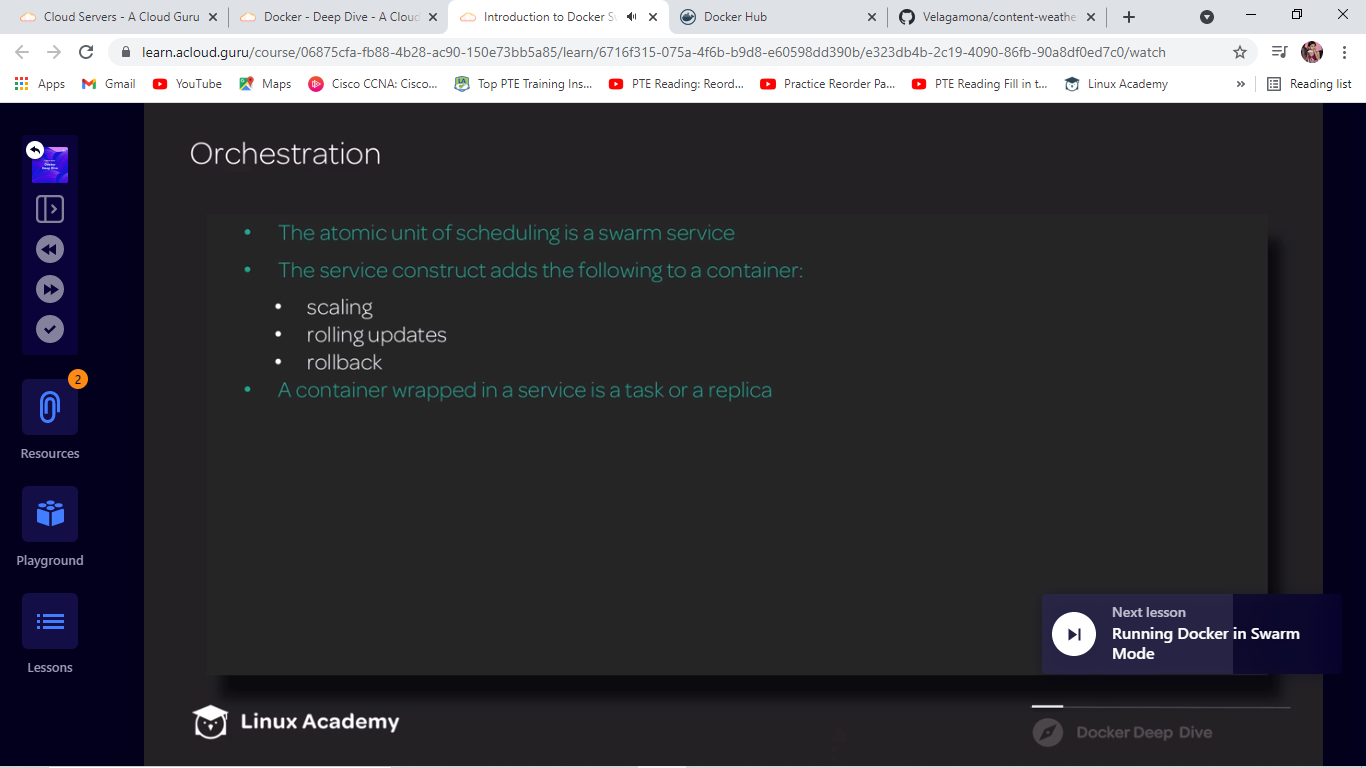 Cloud Servers - A Cloud Guru
Docker - Deep Dive - A Cloud
Introduction to Docker Sw
Docker Hub
Velagamona/content-weathe
learn.acloud.guru/course/06875cfa-fb88-4b28-ac90-150e73bb5a85/learn/6716f315-075a-4f6b-b9d8-e60598dd390b/e323db4b-2c19-4090-86fb-90a8df0ed7c0/watch
Apps
Gmail
YouTube
Maps
Cisco CCNA: Cisco...
Top PTE Training Ins...
PTE Reading: Reord...
Practice Reorder Pa...
PTE Reading Fill in t...
Linux Academy
»
Reading list
Orchestration
• The atomic unit of scheduling is a swarm service
• The service construct adds the following to a container:
• scaling
• rolling updates
• rollback
• A container wrapped in a service is a task or a replica
2
Resources
Playground
Lessons
Next lesson
Running Docker in Swarm
Mode
Linux Academy
Docker Deep Dive